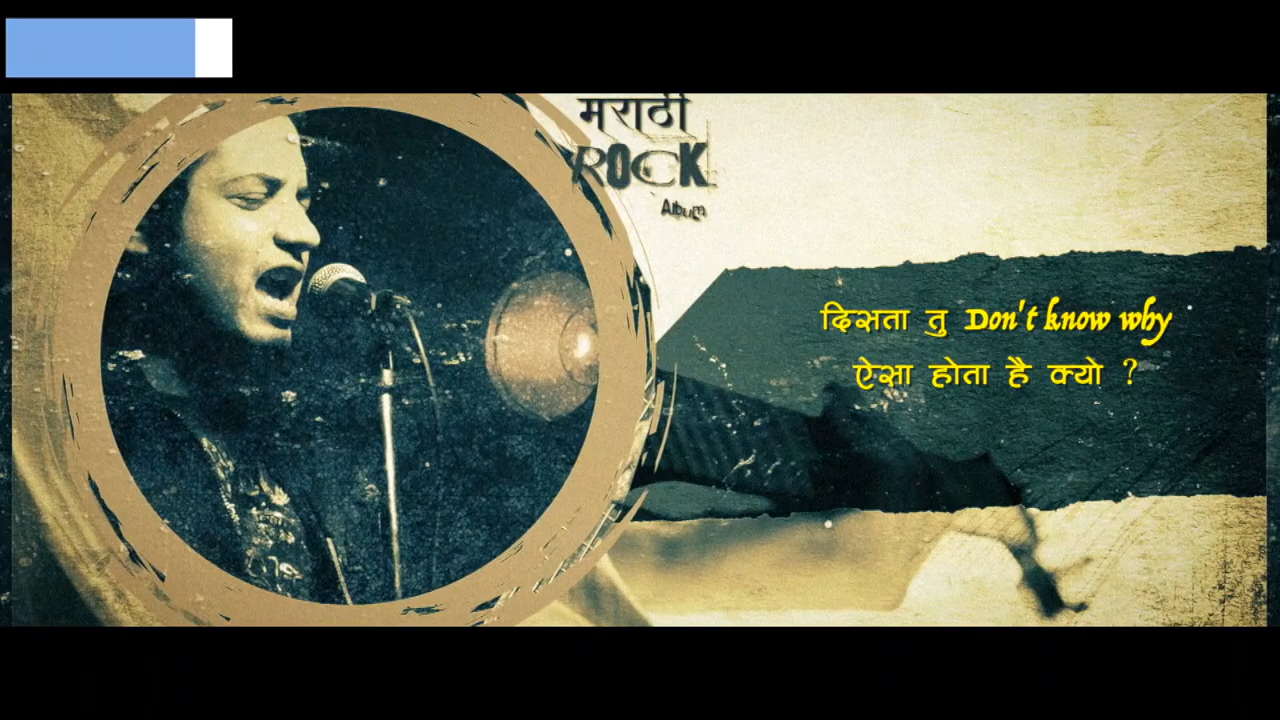 मराठी
ROCK
Album
दिसता तु Don't know why
ऐसा होता है क्यो ?